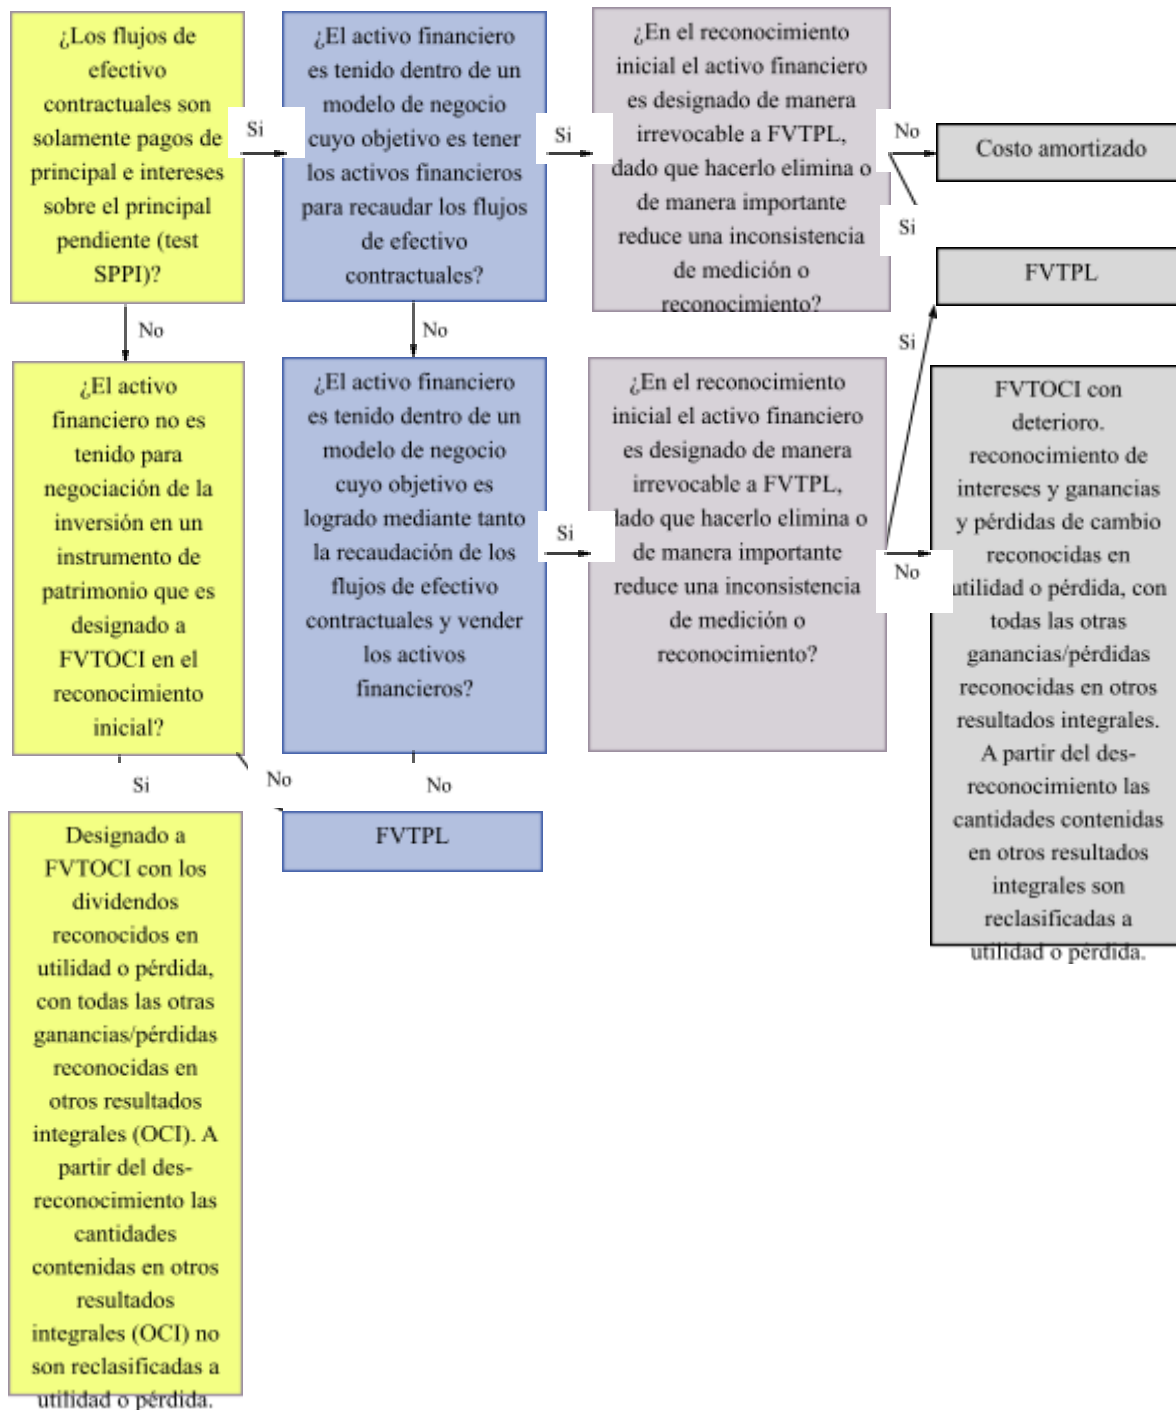 ¿Los flujos de
efectivo
contractuales son
solamente pagos de
principal e intereses
sobre el principal
pendiente (test
SPPI)?
Si
¿El activo financiero
es tenido dentro de un
modelo de negocio
cuyo objetivo es tener
los activos financieros
para recaudar los flujos
de efectivo
contractuales?
Si
¿En el reconocimiento
inicial el activo financiero
es designado de manera
irrevocable a FVTPL,
dado que hacerlo elimina o
de manera importante
reduce una inconsistencia
de medición o
reconocimiento?
No
Costo amortizado
Si
FVTPL
No
No
Si
¿El activo
financiero no es
tenido para
negociación de la
inversión en un
instrumento de
patrimonio que es
designado a
FVTOCI en el
reconocimiento
inicial?
¿El activo financiero
es tenido dentro de un
modelo de negocio
cuyo objetivo es
logrado mediante tanto
la recaudación de los
flujos de efectivo
contractuales y vender
los activos
financieros?
Si
¿En el reconocimiento
inicial el activo financiero
es designado de manera
irrevocable a FVTPL,
dado que hacerlo elimina o
de manera importante
reduce una inconsistencia
de medición o
reconocimiento?
No
FVTOCI con
deterioro.
reconocimiento de
intereses y ganancias
y pérdidas de cambio
reconocidas en
utilidad o pérdida, con
todas las otras
ganancias/pérdidas
reconocidas en otros
resultados integrales.
A partir del des-
reconocimiento las
cantidades contenidas
en otros resultados
integrales son
reclasificadas a
utilidad o pérdida.
Si
No
No
Designado a
FVTOCI con los
dividendos
reconocidos en
utilidad o pérdida,
con todas las otras
ganancias/pérdidas
reconocidas en
otros resultados
integrales (OCI). A
partir del des-
reconocimiento las
cantidades
contenidas en otros
resultados
integrales (OCI) no
son reclasificadas a
utilidad o pérdida.
FVTPL